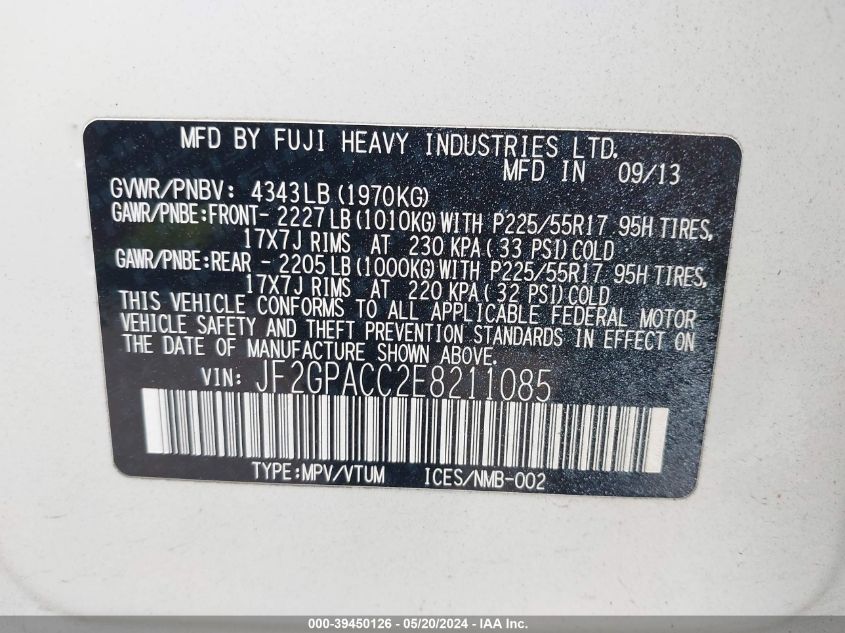 MFD BY FUJI HEAVY INDUSTRIES LTD.
MFD IN 09/13
GVWR/PNBV: 4343LB (1970KG)
GAWR/PNBE:FRONT- 2227LB (1010KG) WITH P225/55R17 95H TIRES,
17X7J RIMS AT 230 KPA ( 33 PSI) COLD
GAWR/PNBE:REAR - 2205LB (1000KG) WITH P225/55R17 95H TIRES,
17X7J RIMS AT 220 KPA ( 32 PSI) COLD
THIS VEHICLE CONFORMS TO ALL APPLICABLE FEDERAL MOTOR
VEHICLE SAFETY AND THEFT PREVENTION STANDARDS IN EFFECT ON
THE DATE OF MANUFACTURE SHOWN ABOVE.
VIN: JF2GPACC2E8211085
TYPE:MPV/VTUM ICES/NMB-002
000-39450126 - 05/20/2024 - IAA Inc.